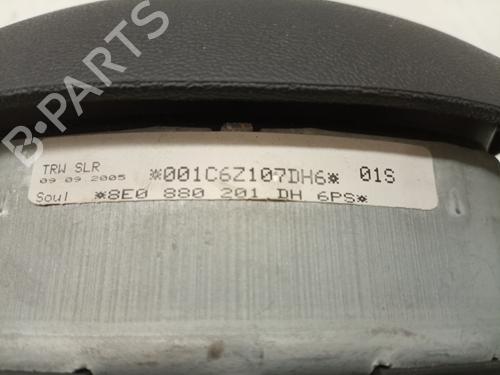 B-PARTS
TRW SLR
09.09.2005 *001C6Z107DH6* 01S
Soul *8E0 880 201 DH 6PS*